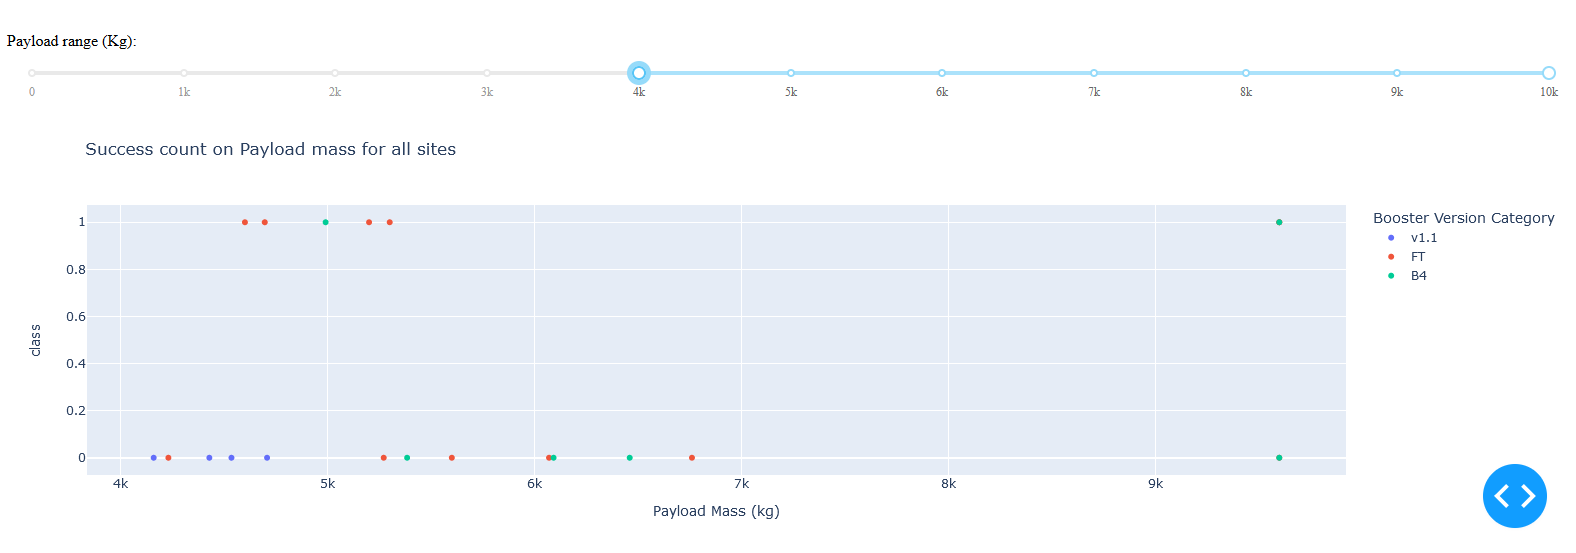 Payload range (Kg):
0 1k 2k 3k 4k 5k 6k 7k 8k 9k 10k
Success count on Payload mass for all sites
Booster Version Category
v1.1
FT
B4
class
1
0.8
0.6
0.4
0.2
0
4k 5k 6k 7k 8k 9k
Payload Mass (kg)